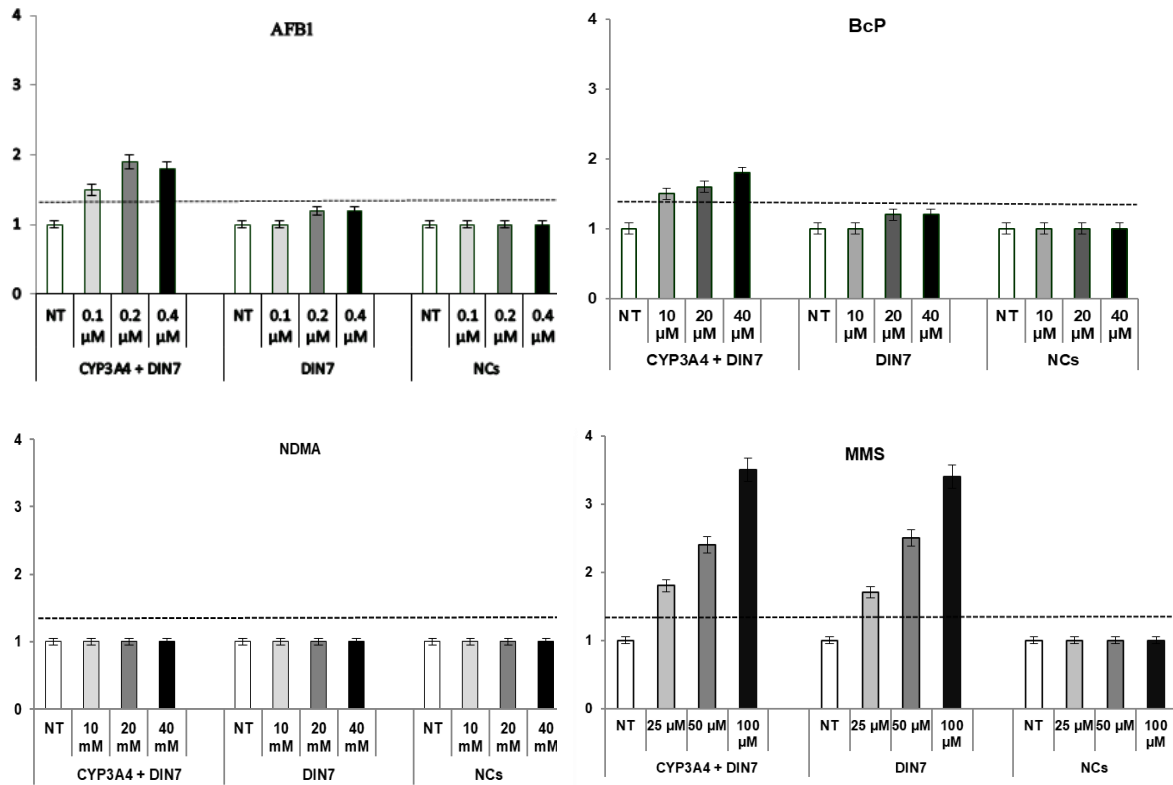 AFB1
4
3
2
1
0
NT 0.1 0.2 0.4 NT 0.1 0.2 0.4 NT 0.1 0.2 0.4
µM µM µM µM µM µM µM µM µM
CYP3A4 + DIN7 DIN7 NCs
BcP
4
3
2
1
0
NT 10 20 40 NT 10 20 40 NT 10 20 40
µM µM µM µM µM µM µM µM µM
CYP3A4 + DIN7 DIN7 NCs
NDMA
4
3
2
1
0
NT 10 20 40 NT 10 20 40 NT 10 20 40
mM mM mM mM mM mM mM mM mM
CYP3A4 + DIN7 DIN7 NCs
MMS
4
3
2
1
0
NT 25 µM 50 µM 100 NT 25 µM 50 µM 100 NT 25 µM 50 µM 100
µM µM µM
CYP3A4 + DIN7 DIN7 NCs